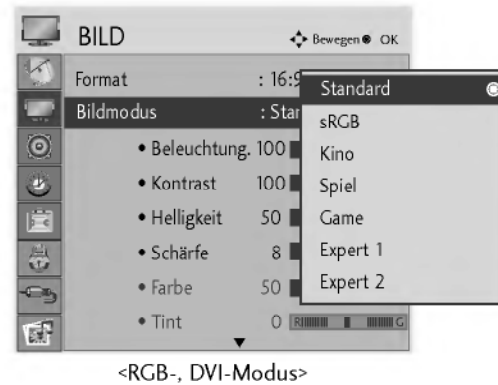 BILD
Bewegen OK
Format : 16:9
Bildmodus : Star
• Beleuchtung. 100
• Kontrast 100
• Helligkeit 50
• Schärfe 8
• Farbe 50
• Tint 0 R G
Standard
sRGB
Kino
Spiel
Game
Expert 1
Expert 2
<RGB-, DVI-Modus>